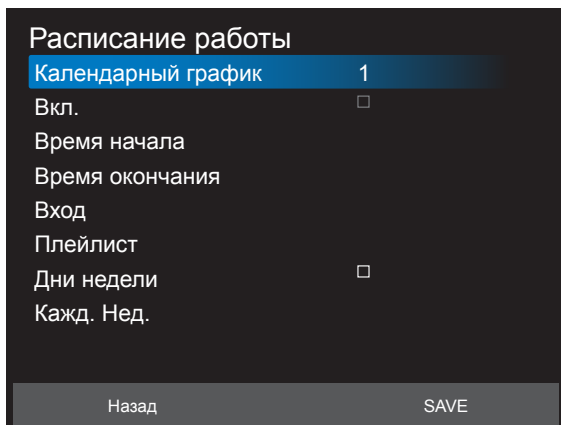 Расписание работы
Календарный график 1
Вкл.
Время начала
Время окончания
Вход
Плейлист
Дни недели
Кажд. Нед.
Назад SAVE